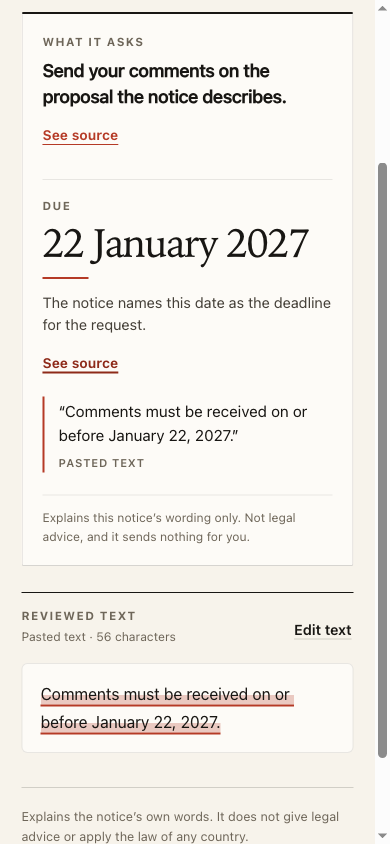 WHAT IT ASKS
Send your comments on the
proposal the notice describes.
See source
DUE
22 January 2027
The notice names this date as the deadline
for the request.
See source
“Comments must be received on or
before January 22, 2027.”
PASTED TEXT
Explains this notice’s wording only. Not legal
advice, and it sends nothing for you.
REVIEWED TEXT
Pasted text · 56 characters
Edit text
Comments must be received on or
before January 22, 2027.
Explains the notice’s own words. It does not give legal
advice or apply the law of any country.